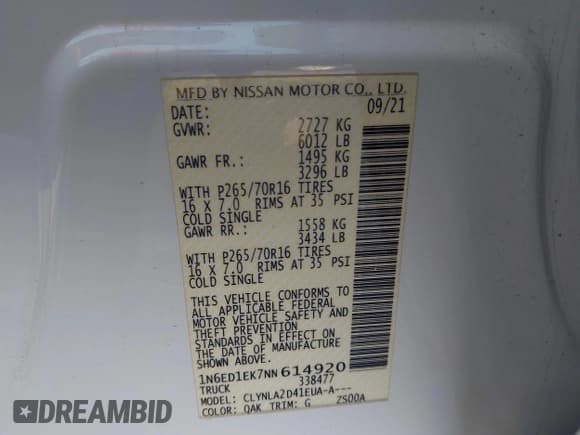 MFD BY NISSAN MOTOR CO., LTD.
DATE: 09/21
GVWR: 2727 KG
6012 LB
GAWR FR.: 1495 KG
3296 LB
WITH P265/70R16 TIRES
16 X 7.0 RIMS AT 35 PSI
COLD SINGLE
GAWR RR.: 1558 KG
3434 LB
WITH P265/70R16 TIRES
16 X 7.0 RIMS AT 35 PSI
COLD SINGLE
THIS VEHICLE CONFORMS TO
ALL APPLICABLE FEDERAL
MOTOR VEHICLE SAFETY AND
THEFT PREVENTION
STANDARDS IN EFFECT ON
THE DATE OF MANUFACTURE
SHOWN ABOVE.
1N6ED1EK7NN614920
TRUCK 338477
MODEL: CLYNLA2D41EUA-A---
COLOR: QAK TRIM: G ZS00A
DREAMBID
DREAMBID